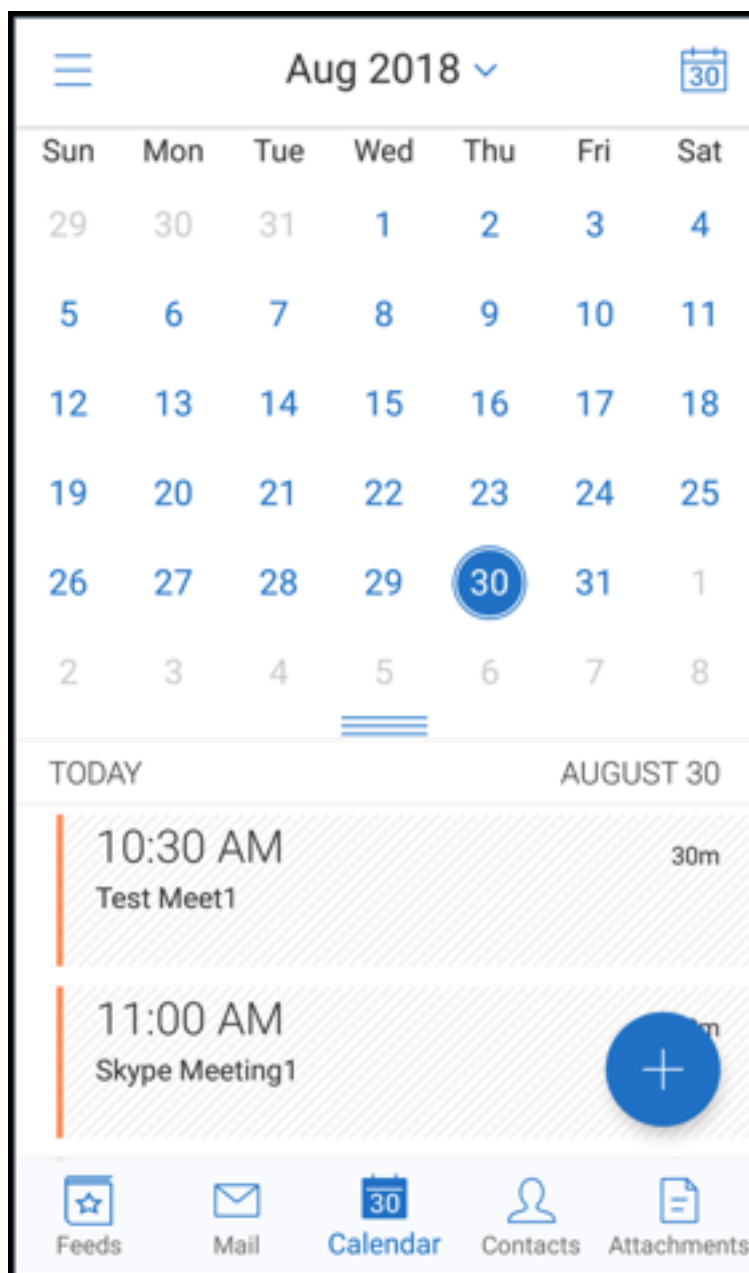 Aug 2018 30
Sun Mon Tue Wed Thu Fri Sat
29 30 31 1 2 3 4
5 6 7 8 9 10 11
12 13 14 15 16 17 18
19 20 21 22 23 24 25
26 27 28 29 30 31 1
2 3 4 5 6 7 8
TODAY AUGUST 30
10:30 AM 30m
Test Meet1
11:00 AM
Skype Meeting1
30
Feeds Mail Calendar Contacts Attachments